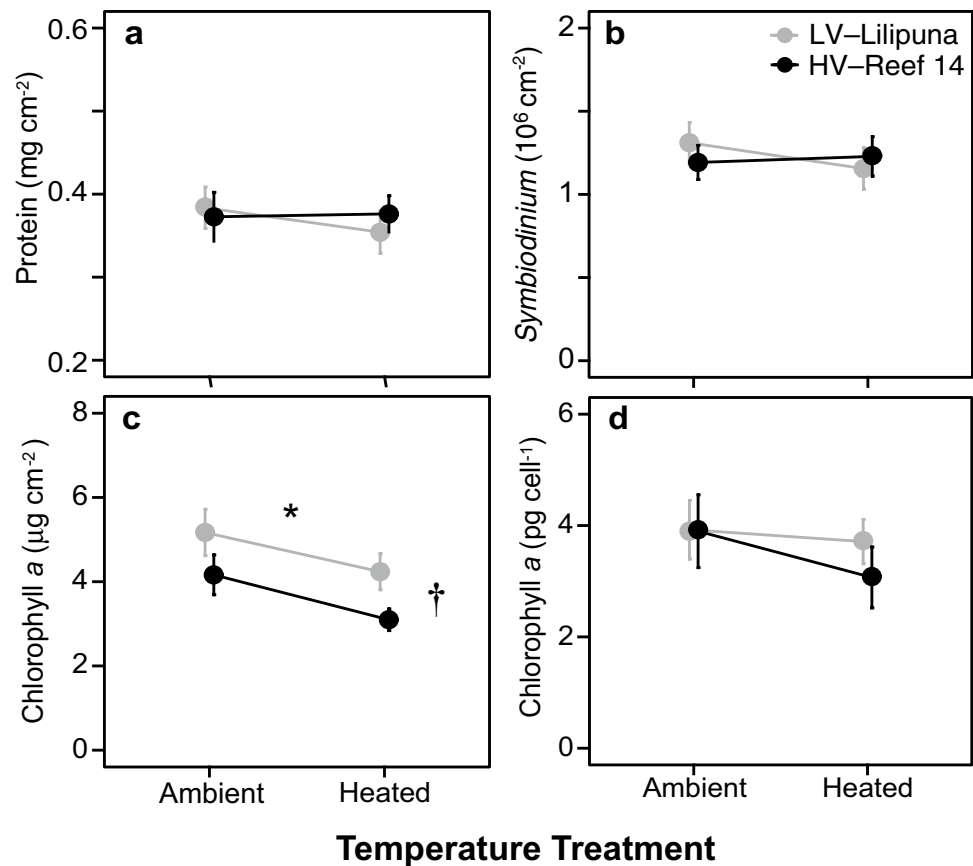 a
0.6
0.4
0.2
Protein (mg cm-2)
b
LV–Lilipuna
HV–Reef 14
2
1
0
Symbiodinium (10⁶ cm-2)
c
8
6
4
2
0
Chlorophyll a (µg cm-2)
*
†
Ambient Heated
d
6
4
2
0
Chlorophyll a (pg cell-1)
Ambient Heated
Temperature Treatment